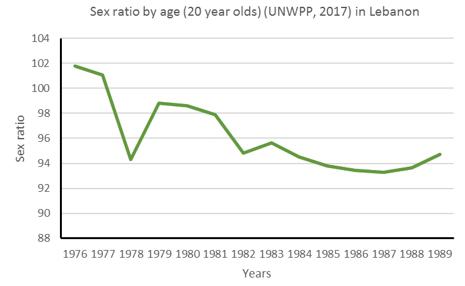 Sex ratio by age (20 year olds) (UNWPP, 2017) in Lebanon
104
102
100
98
96
94
92
90
88
Sex ratio
1976 1977 1978 1979 1980 1981 1982 1983 1984 1985 1986 1987 1988 1989
Years